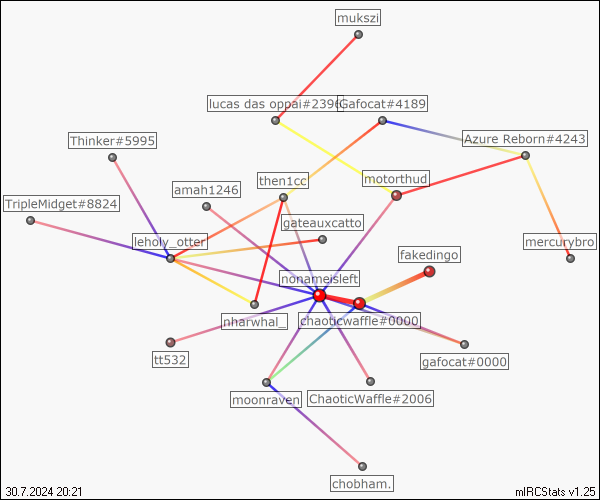 mukszi
lucas das oppai#2396
Gafocat#4189
Thinker#5995
Azure Reborn#4243
then1cc
motorthud
amah1246
TripleMidget#8824
gateauxcatto
leholy_otter
mercurybro
fakedingo
nonameisleft
nharwhal_
chaoticwaffle#0000
tt532
gafocat#0000
moonraven
ChaoticWaffle#2006
chobham.
30.7.2024 20:21
mIRCStats v1.25